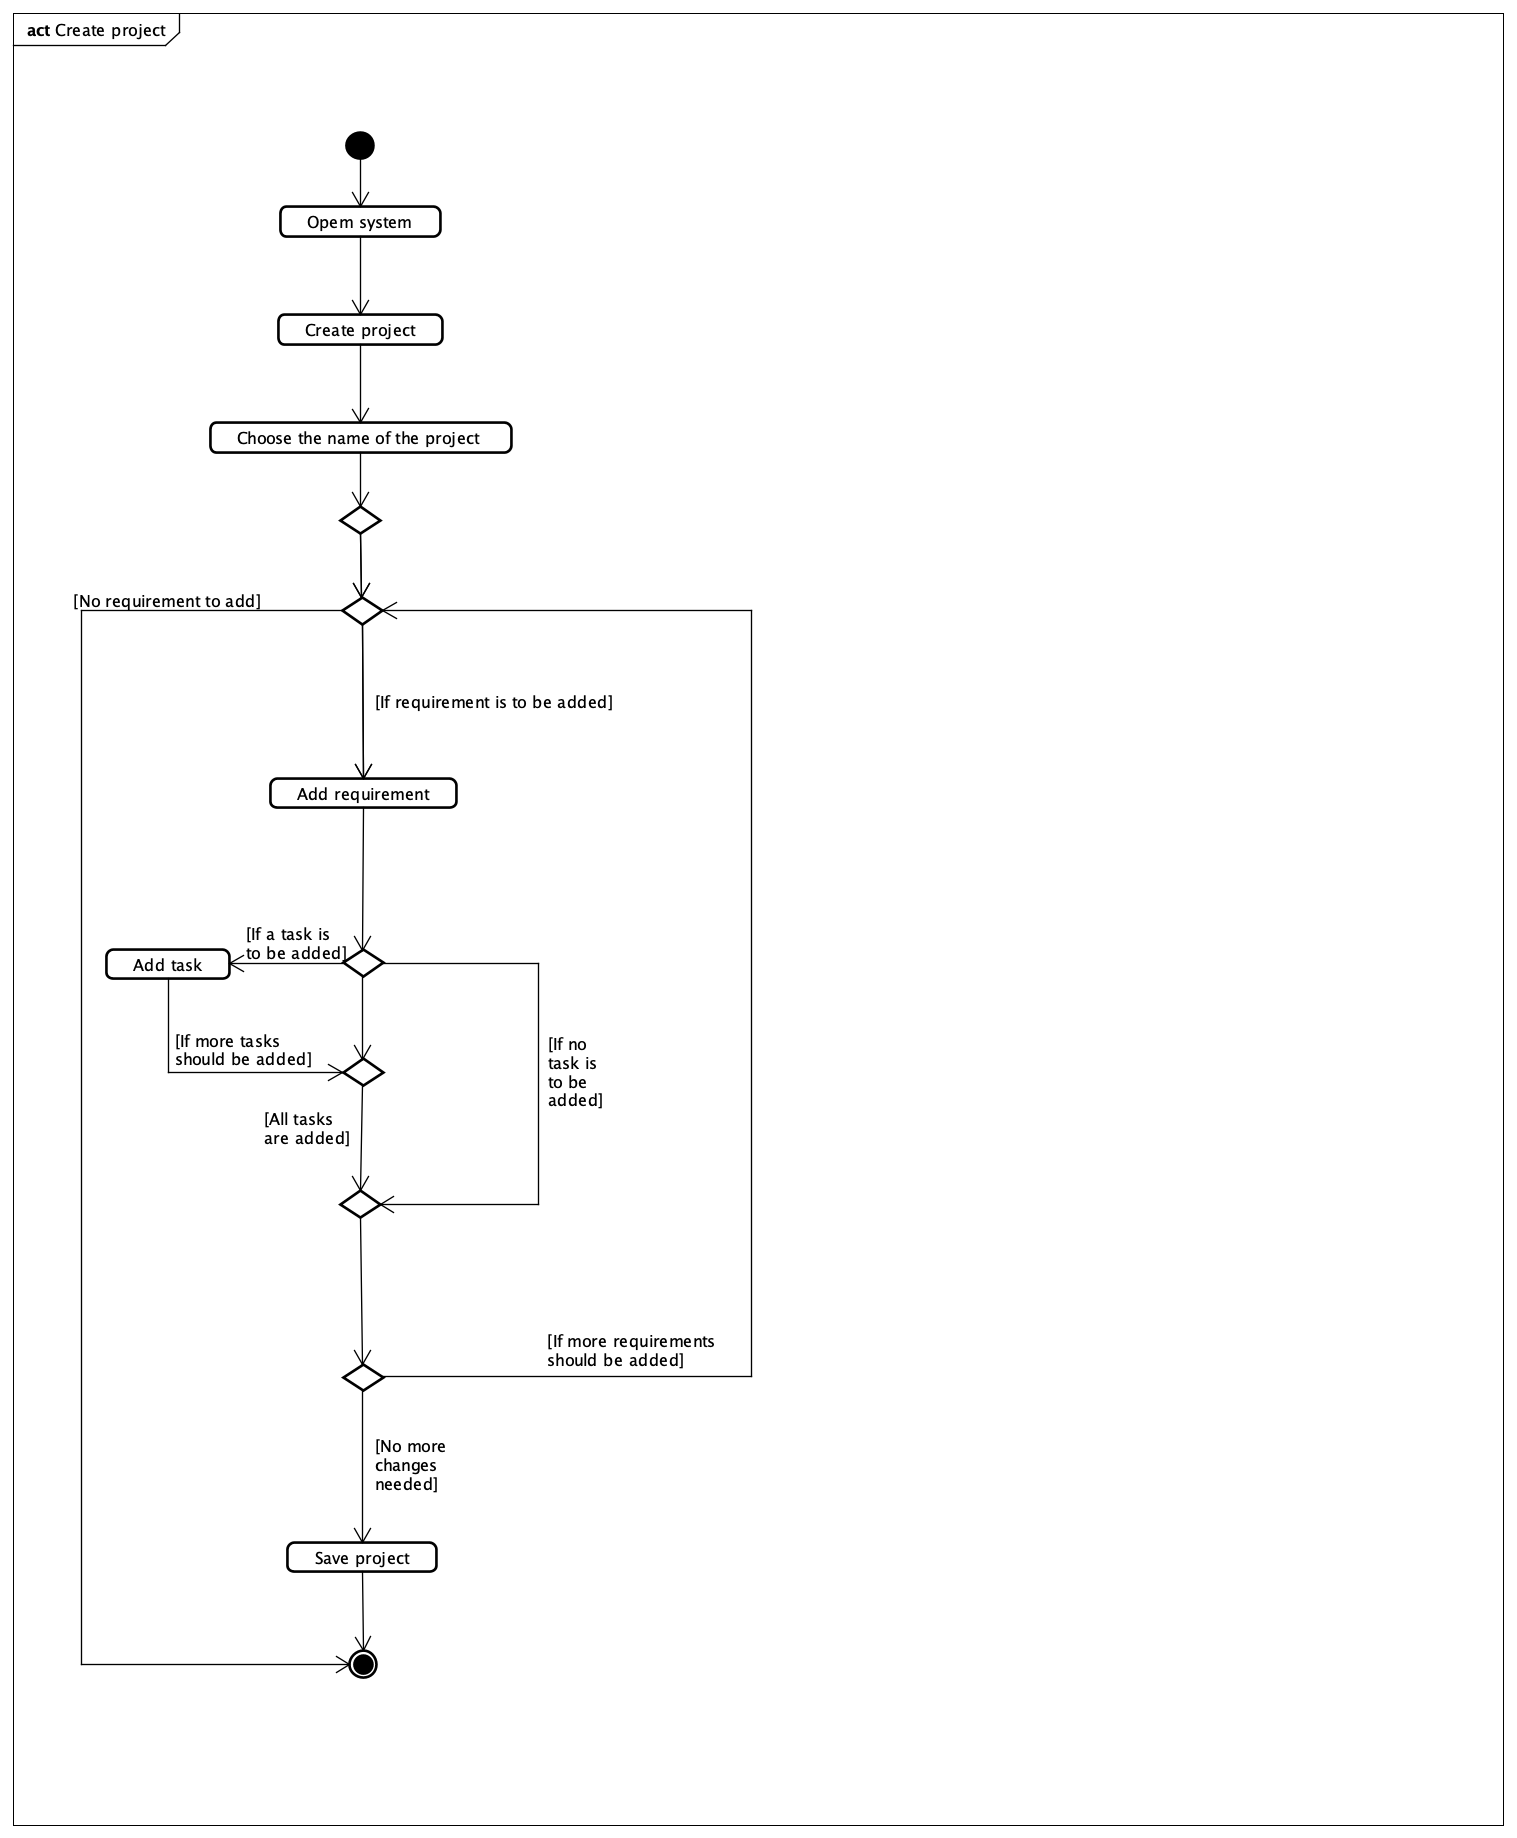 act Create project
Opem system
Create project
Choose the name of the project
[No requirement to add]
[If requirement is to be added]
Add requirement
[If a task is
to be added]
Add task
[If more tasks
should be added]
[If no
task is
to be
added]
[All tasks
are added]
[If more requirements
should be added]
[No more
changes
needed]
Save project